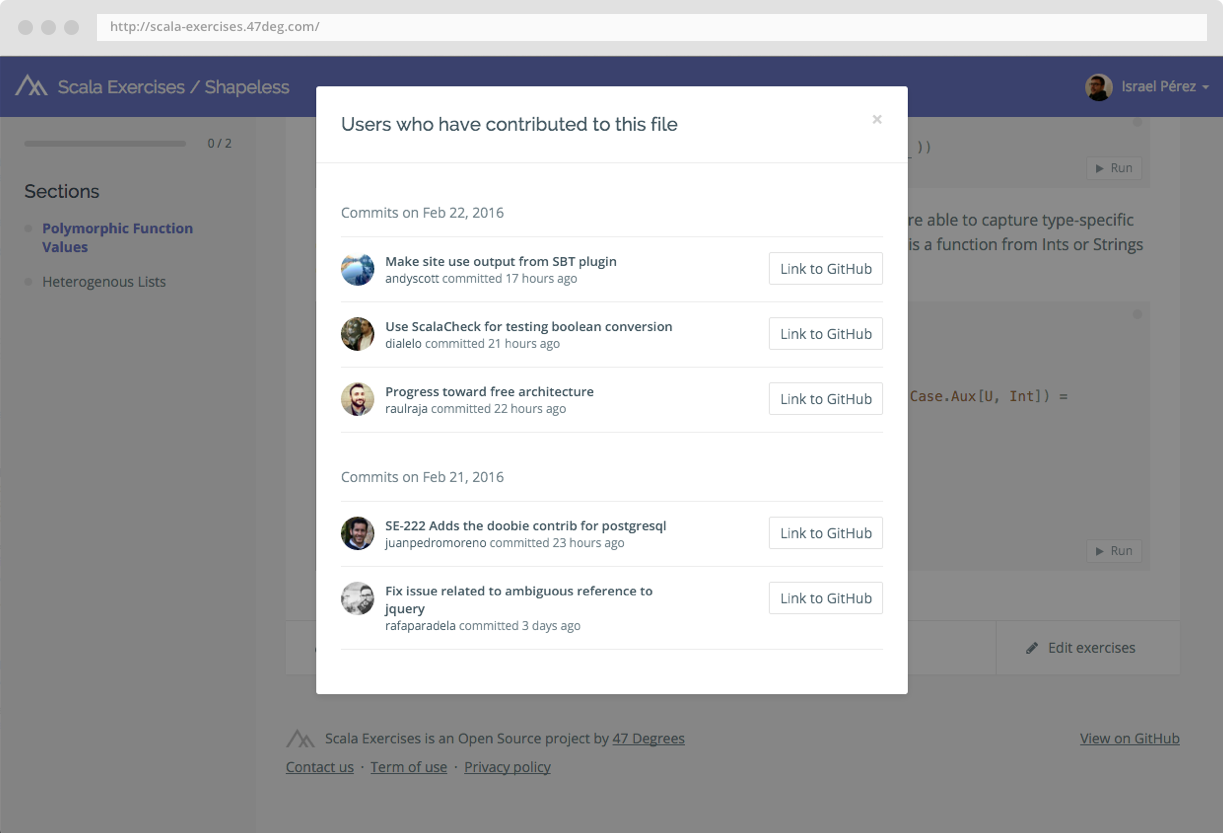 http://scala-exercises.47deg.com/
Scala Exercises / Shapeless
Israel Pérez
0 / 2
Sections
Polymorphic Function
Values
Heterogenous Lists
Users who have contributed to this file
×
Commits on Feb 22, 2016
Make site use output from SBT plugin
andyscott committed 17 hours ago
Link to GitHub
Use ScalaCheck for testing boolean conversion
dialelo committed 21 hours ago
Link to GitHub
Progress toward free architecture
raulraja committed 22 hours ago
Link to GitHub
Commits on Feb 21, 2016
SE-222 Adds the doobie contrib for postgresql
juanpedromoreno committed 23 hours ago
Link to GitHub
Fix issue related to ambiguous reference to
jquery
rafaparadela committed 3 days ago
Link to GitHub
_ ))
Run
re able to capture type-specific
is a function from Ints or Strings
Case.Aux[U, Int]) =
Run
Edit exercises
Scala Exercises is an Open Source project by 47 Degrees
View on GitHub
Contact us · Term of use · Privacy policy